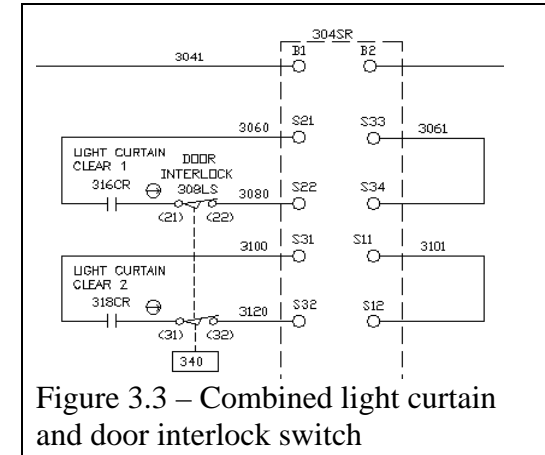 304SR
3041 B1 B2
3060 S21 S33 3061
LIGHT CURTAIN
CLEAR 1
DOOR
INTERLOCK
316CR 308LS 3080 S22 S34
(21) (22)
3100 S31 S11 3101
LIGHT CURTAIN
CLEAR 2
318CR 3120 S32 S12
(31) (32)
340
Figure 3.3 – Combined light curtain
and door interlock switch